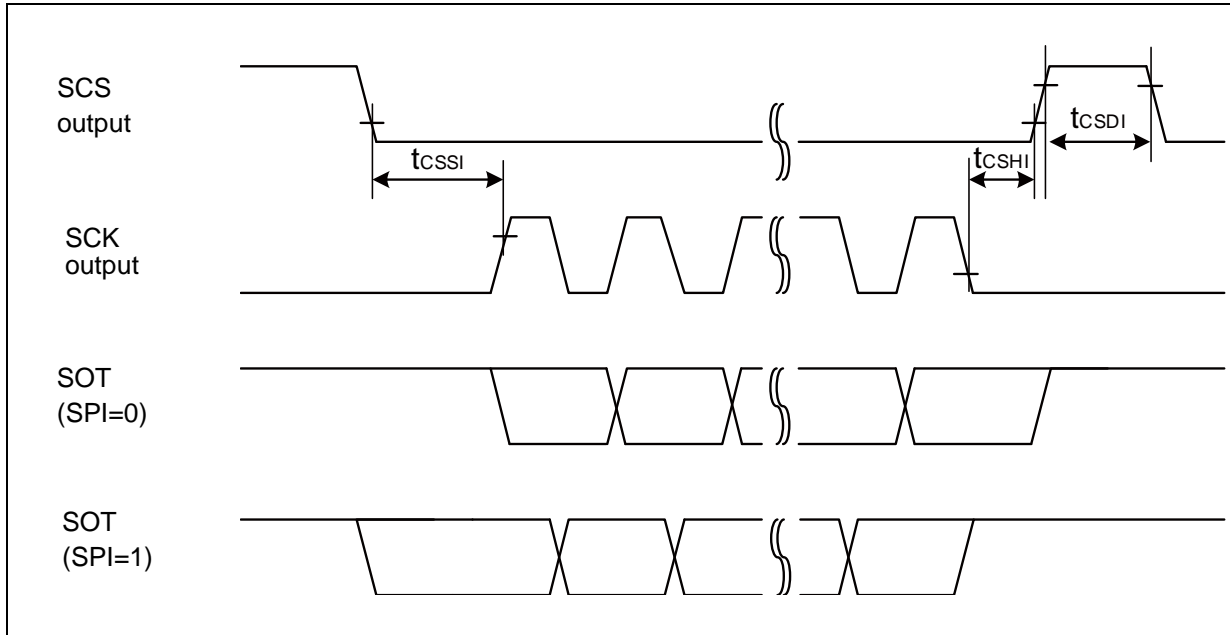 SCS
output
tCSDI
tCSSI
tCSHI
SCK
output
SOT
(SPI=0)
SOT
(SPI=1)